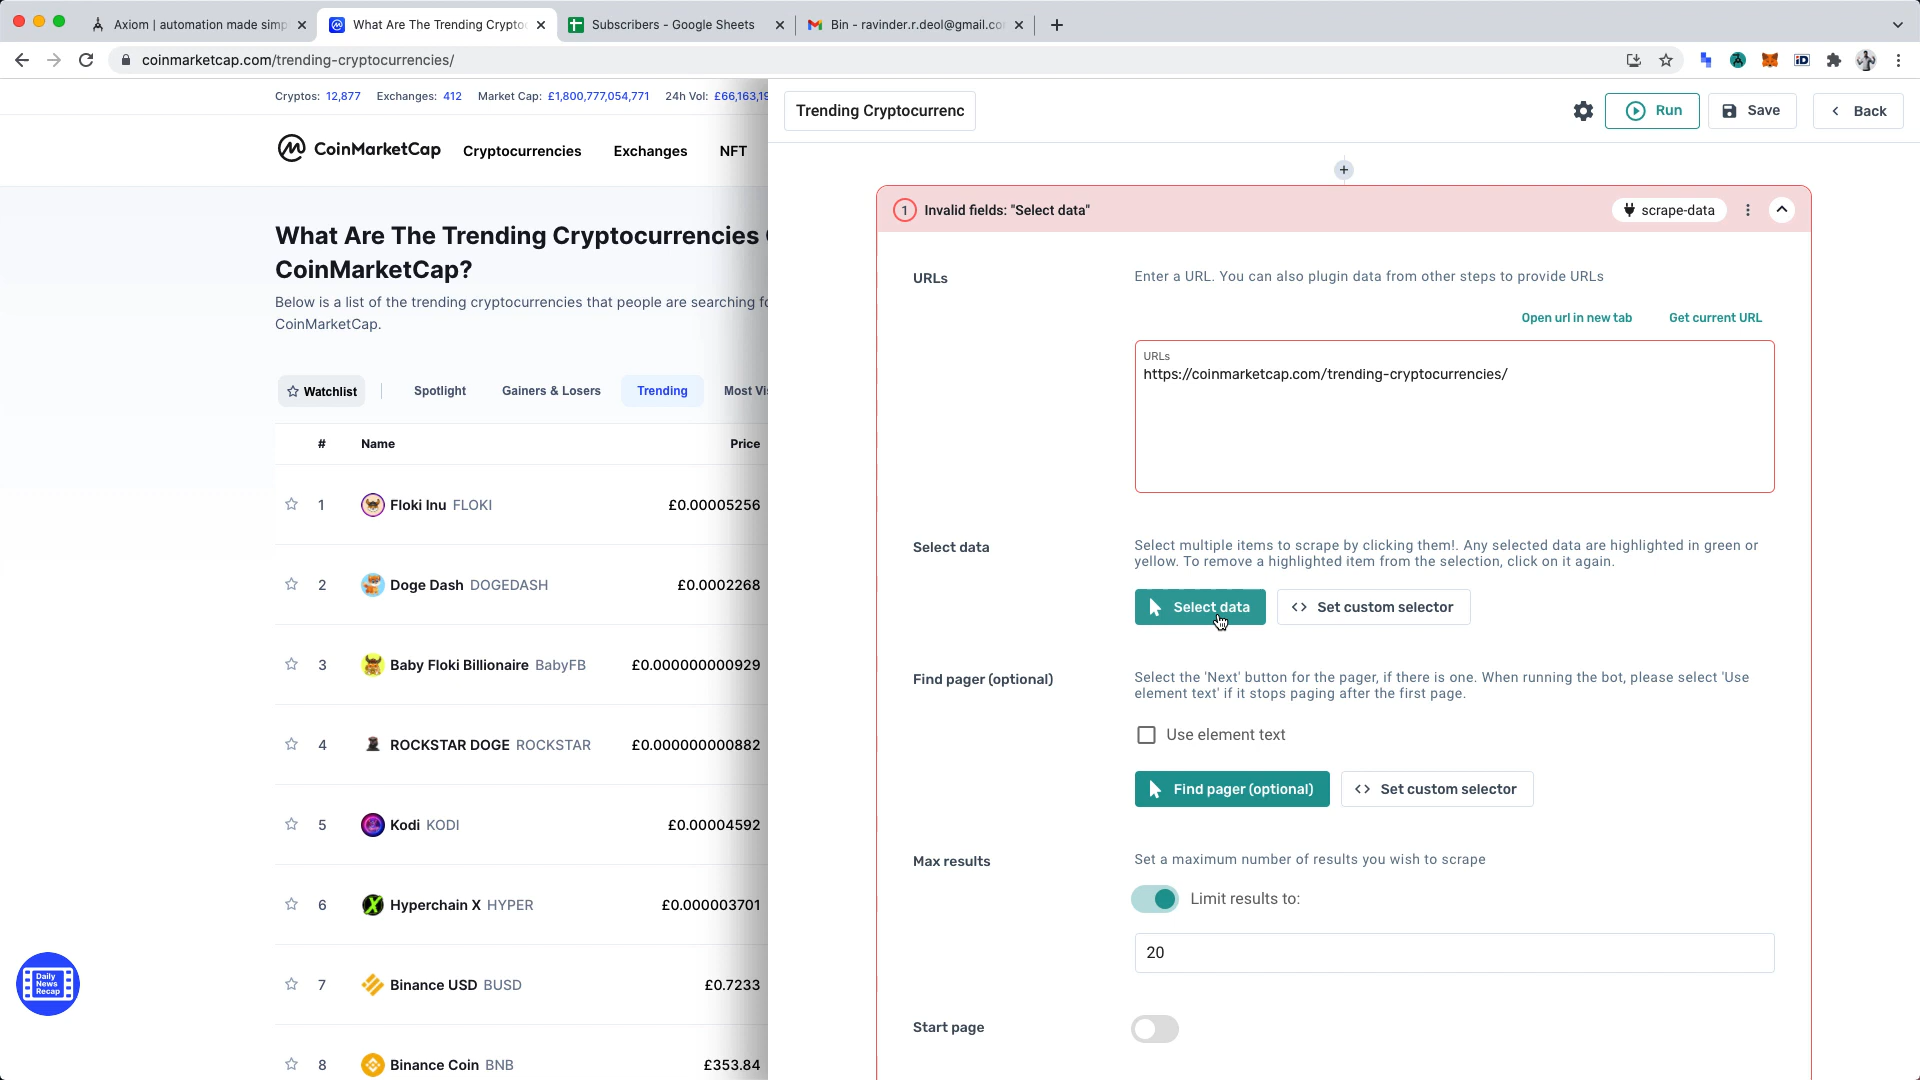 Axiom | automation made simp
What Are The Trending Cryptoc
Subscribers - Google Sheets
Bin - ravinder.r.deol@gmail.co
coinmarketcap.com/trending-cryptocurrencies/
Cryptos: 12,877 Exchanges: 412 Market Cap: £1,800,777,054,771 24h Vol: £66,163,19
CoinMarketCap Cryptocurrencies Exchanges NFT
What Are The Trending Cryptocurrencies
CoinMarketCap?
Below is a list of the trending cryptocurrencies that people are searching fo
CoinMarketCap.
Watchlist Spotlight Gainers & Losers Trending Most Vis
# Name Price
1 Floki Inu FLOKI £0.00005256
2 Doge Dash DOGEDASH £0.0002268
3 Baby Floki Billionaire BabyFB £0.000000000929
4 ROCKSTAR DOGE ROCKSTAR £0.000000000882
5 Kodi KODI £0.00004592
6 Hyperchain X HYPER £0.000003701
7 Binance USD BUSD £0.7233
8 Binance Coin BNB £353.84
Daily
News
Recap
Trending Cryptocurrenc
Run Save Back
1 Invalid fields: "Select data" scrape-data
URLs
Enter a URL. You can also plugin data from other steps to provide URLs
Open url in new tab Get current URL
URLs
https://coinmarketcap.com/trending-cryptocurrencies/
Select data
Select multiple items to scrape by clicking them!. Any selected data are highlighted in green or
yellow. To remove a highlighted item from the selection, click on it again.
Select data <> Set custom selector
Find pager (optional)
Select the 'Next' button for the pager, if there is one. When running the bot, please select 'Use
element text' if it stops paging after the first page.
Use element text
Find pager (optional) <> Set custom selector
Max results
Set a maximum number of results you wish to scrape
Limit results to:
20
Start page